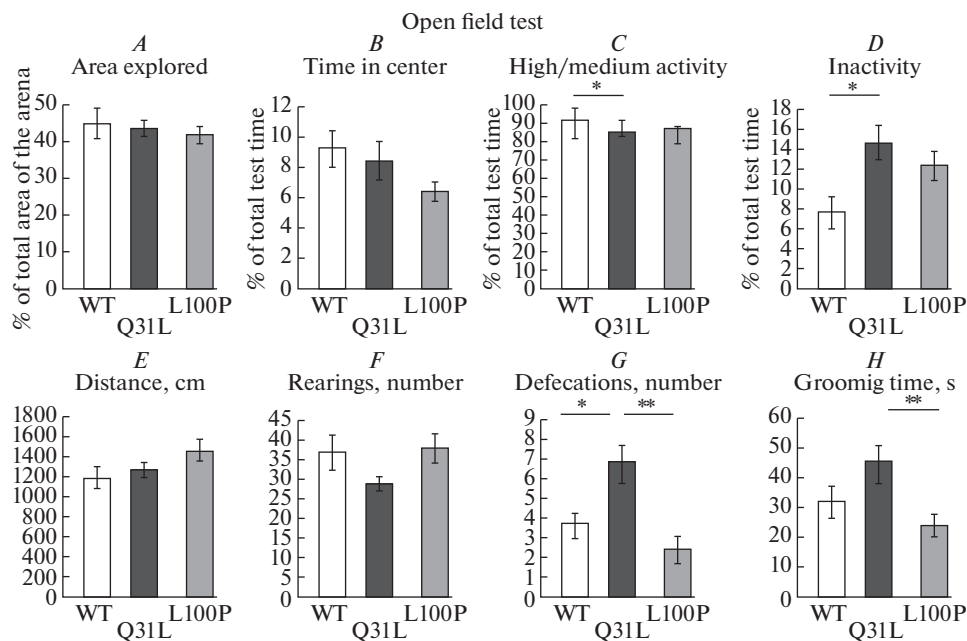 Open field test
A
Area explored
% of total area of the arena
50
40
30
20
10
0
WT
L100P
Q31L
B
Time in center
% of total test time
12
10
8
6
4
2
0
WT
L100P
Q31L
C
High/medium activity
% of total test time
*
100
90
80
70
60
50
40
30
20
10
0
WT
L100P
Q31L
D
Inactivity
% of total test time
*
18
16
14
12
10
8
6
4
2
0
WT
L100P
Q31L
E
Distance, cm
1800
1600
1400
1200
1000
800
600
400
200
0
WT
L100P
Q31L
F
Rearings, number
45
40
35
30
25
20
15
10
5
0
WT
L100P
Q31L
G
Defecations, number
* **
9
8
7
6
5
4
3
2
1
0
WT
L100P
Q31L
H
Groomig time, s
**
60
50
40
30
20
10
0
WT
L100P
Q31L